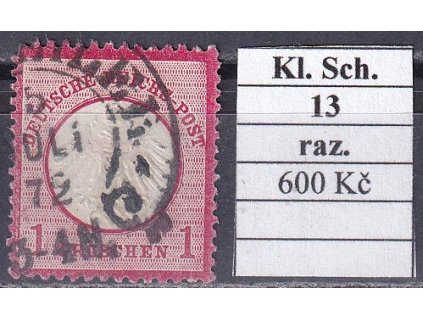 DEUTSCHE REICHS-POST
1 GROSCHEN 1
Kl. Sch.
13
raz.
600 Kč